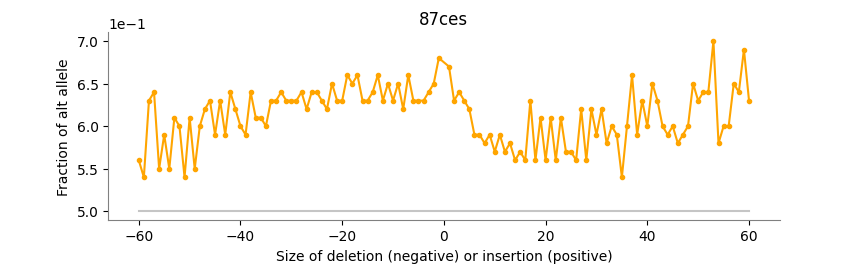 87ces
1e−1
7.0
6.5
6.0
5.5
5.0
Fraction of alt allele
−60 −40 −20 0 20 40 60
Size of deletion (negative) or insertion (positive)